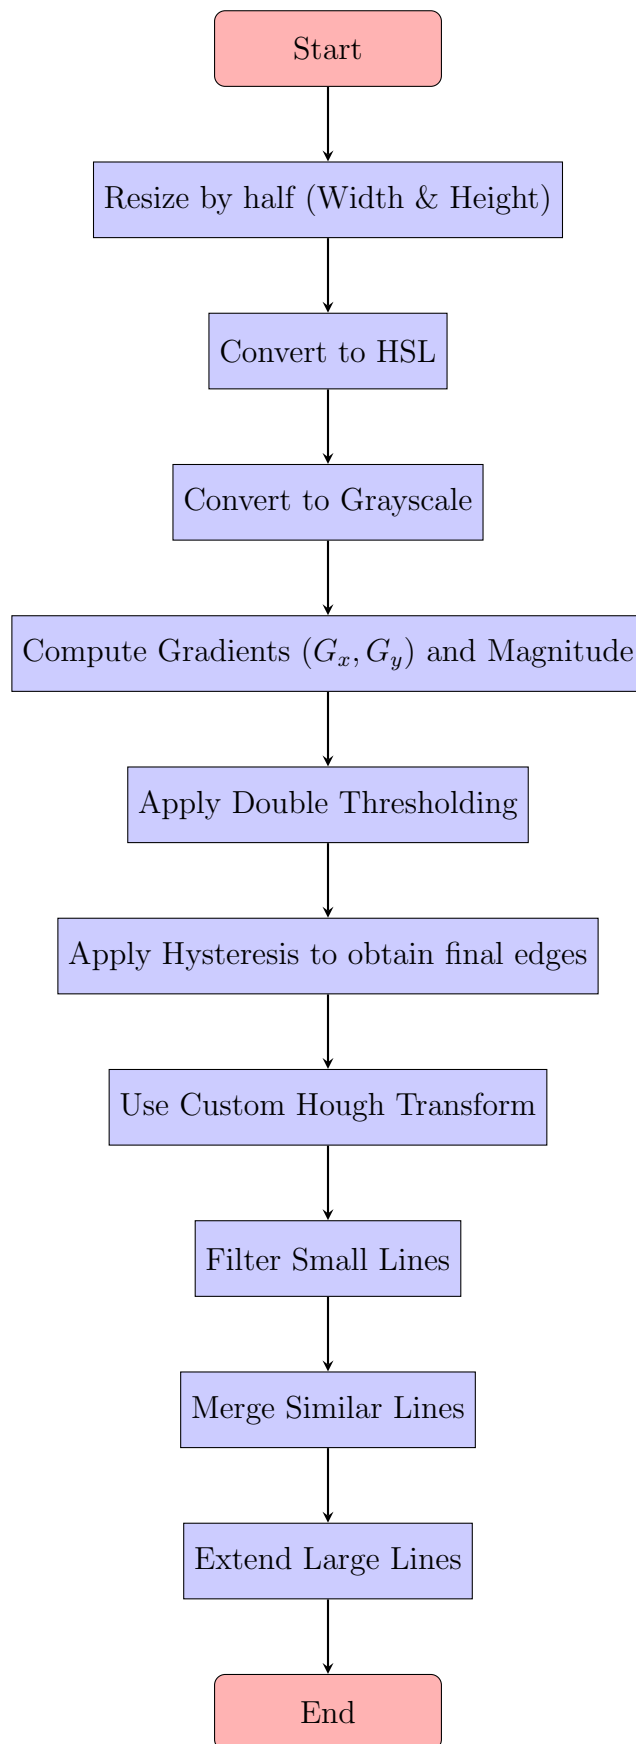 Start
Resize by half (Width & Height)
Convert to HSL
Convert to Grayscale
Compute Gradients (Gx, Gy) and Magnitude
Apply Double Thresholding
Apply Hysteresis to obtain final edges
Use Custom Hough Transform
Filter Small Lines
Merge Similar Lines
Extend Large Lines
End